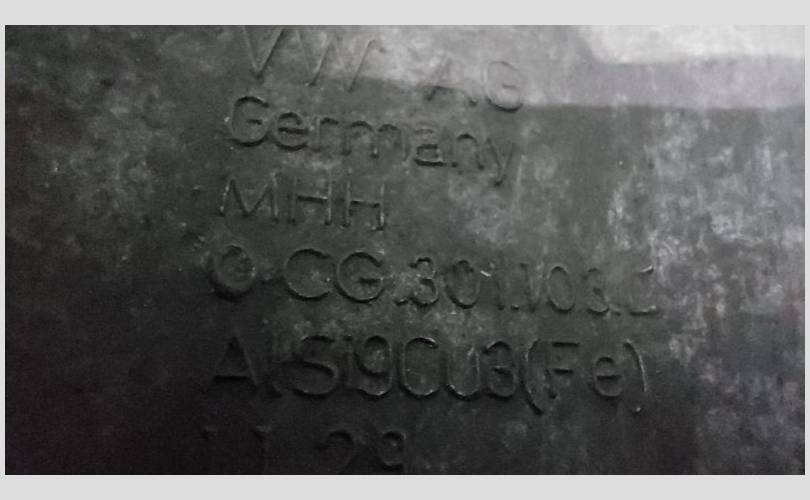 VW AG
Germany
MHH
0CG.301.103.C
AlSi9Cu3(Fe)